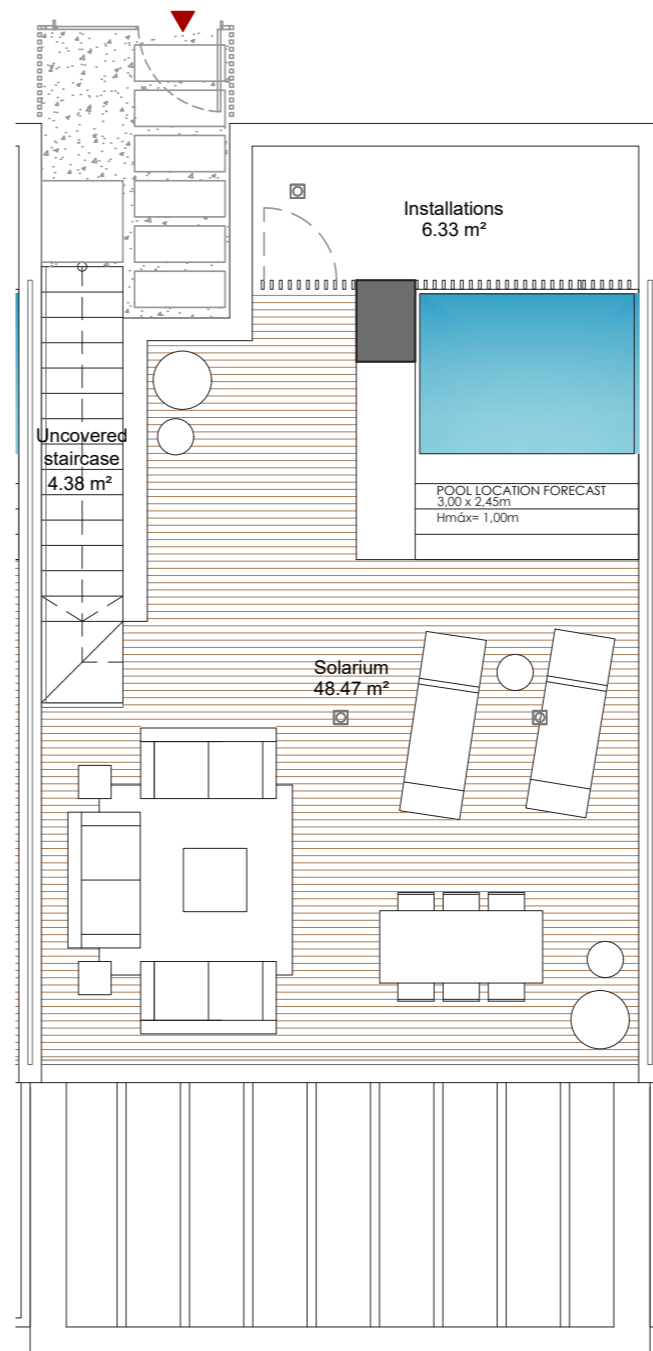 Installations
6.33 m²
Uncovered
staircase
4.38 m²
POOL LOCATION FORECAST
3,00 x 2,45m
Hmáx= 1,00m
Solarium
48.47 m²